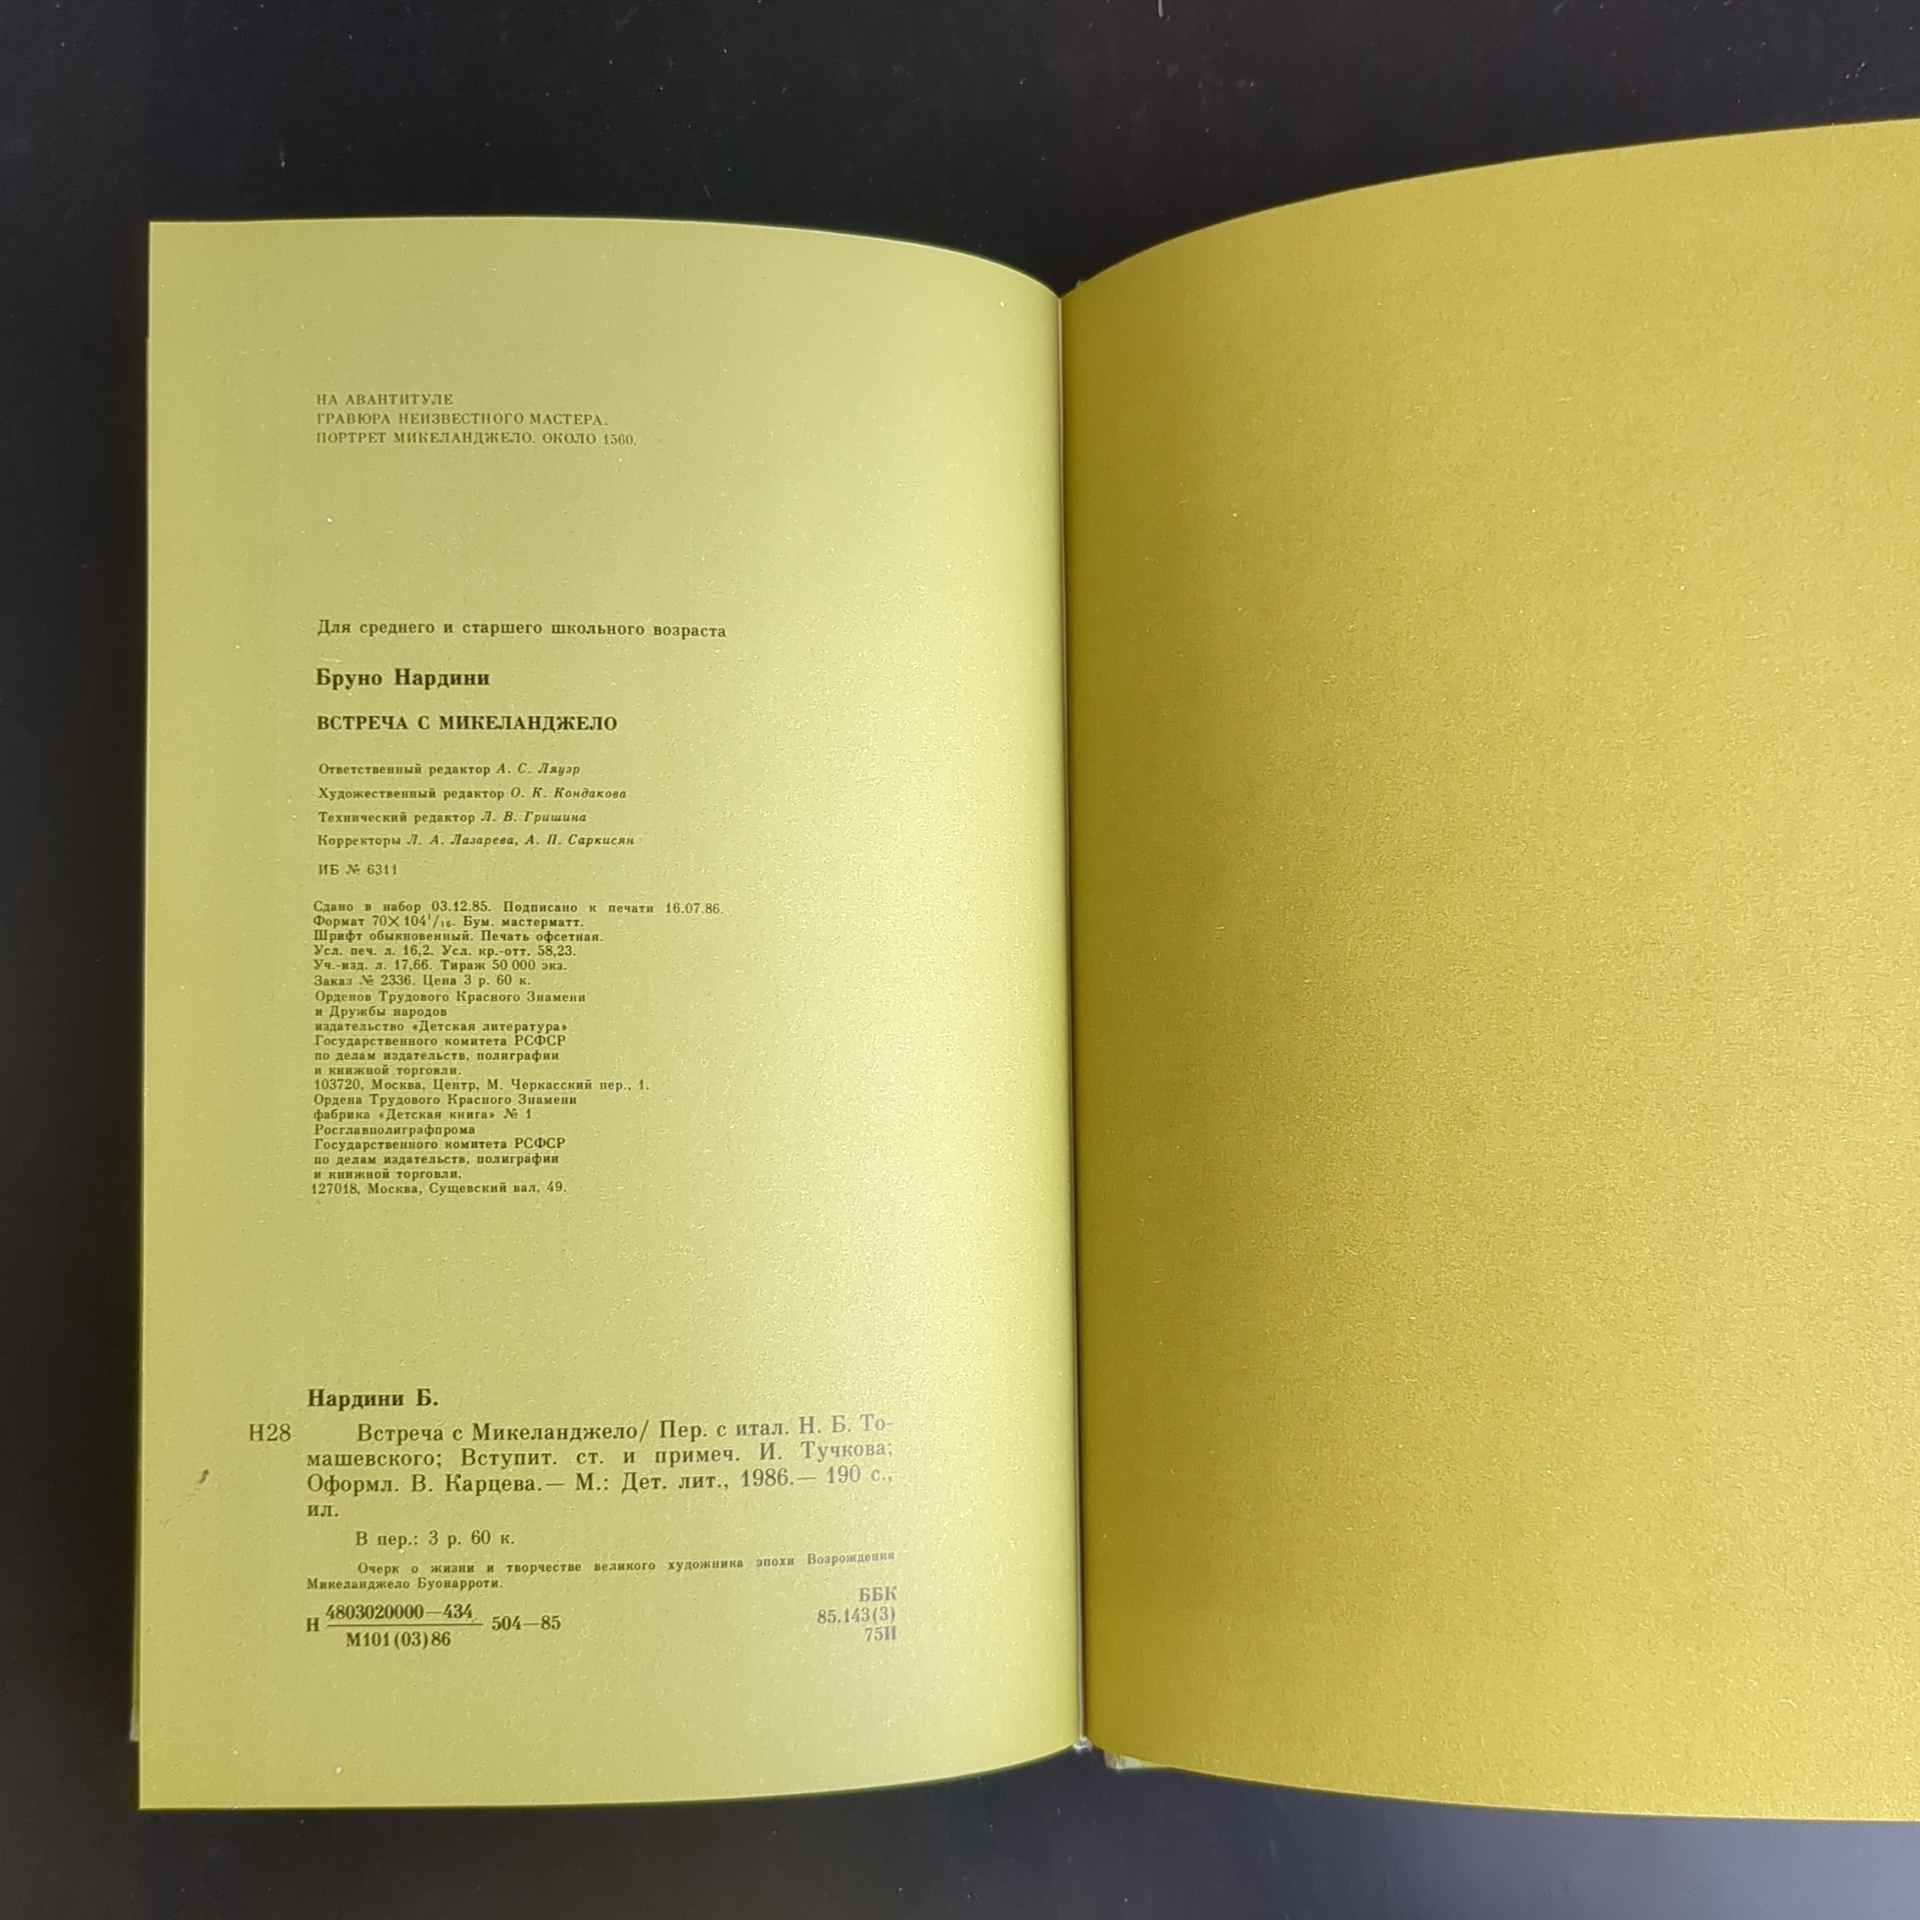 НА АВАНТИТУЛЕ
ГРАВЮРА НЕИЗВЕСТНОГО МАСТЕРА.
ПОРТРЕТ МИКЕЛАНДЖЕЛО. ОКОЛО 1560.
Для среднего и старшего школьного возраста
Бруно Нардини
ВСТРЕЧА С МИКЕЛАНДЖЕЛО
Ответственный редактор А. С. Ляуэр
Художественный редактор О. К. Кондакова
Технический редактор Л. В. Гришина
Корректоры Л. А. Лазарева, А. П. Саркисян
ИБ № 6311
Сдано в набор 03.12.85. Подписано к печати 16.07.86.
Формат 70×104¹/₁₆. Бум. мастерматт.
Шрифт обыкновенный. Печать офсетная.
Усл. печ. л. 16,2. Усл. кр.-отт. 58,23.
Уч.-изд. л. 17,66. Тираж 50 000 экз.
Заказ № 2336. Цена 3 р. 60 к.
Орденов Трудового Красного Знамени
и Дружбы народов
издательство «Детская литература»
Государственного комитета РСФСР
по делам издательств, полиграфии
и книжной торговли.
103720, Москва, Центр, М. Черкасский пер., 1.
Ордена Трудового Красного Знамени
фабрика «Детская книга» № 1
Росглавполиграфпрома
Государственного комитета РСФСР
по делам издательств, полиграфии
и книжной торговли.
127018, Москва, Сущевский вал, 49.
Нардини Б.
Н28 Встреча с Микеланджело/ Пер. с итал. Н. Б. То-
машевского; Вступит. ст. и примеч. И. Тучкова;
Оформл. В. Карцева.— М.: Дет. лит., 1986.— 190 с.,
ил.
В пер.: 3 р. 60 к.
Очерк о жизни и творчестве великого художника эпохи Возрождения
Микеланджело Буонарроти.
Н 4803020000—434 504—85
М101(03)86
ББК
85.143(3)
75И